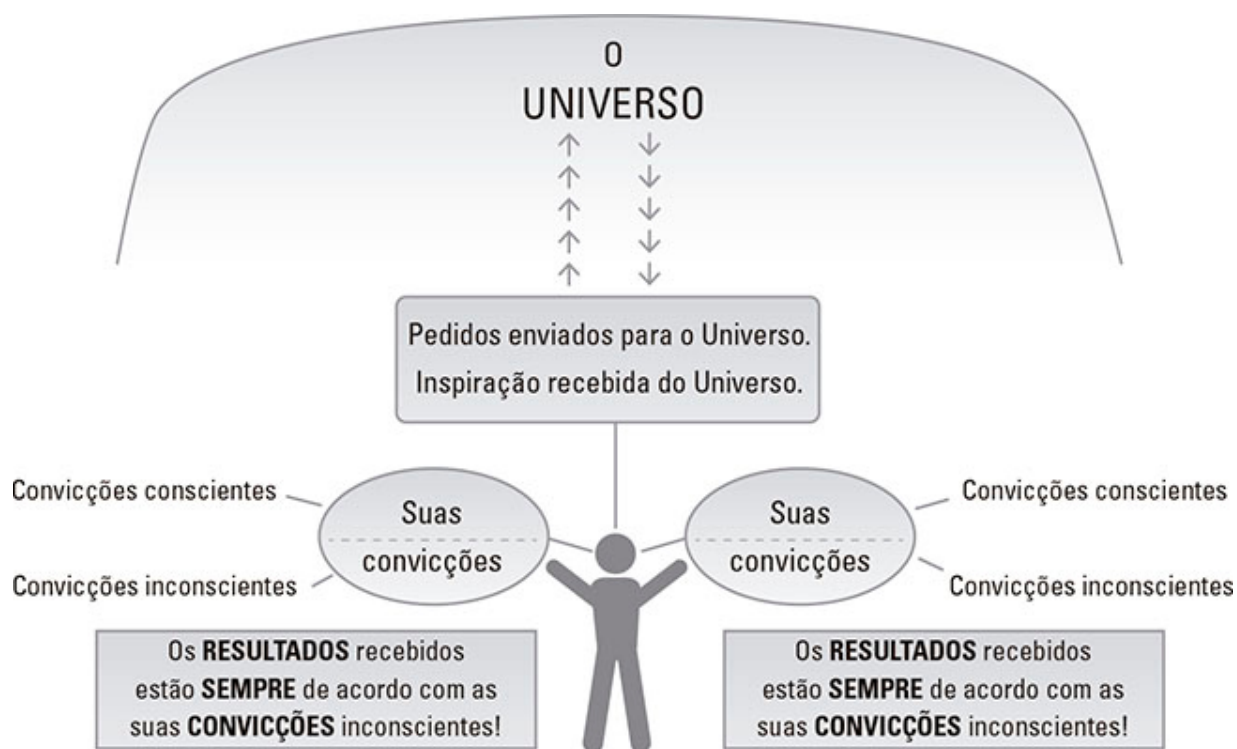 O
UNIVERSO
Pedidos enviados para o Universo.
Inspiração recebida do Universo.
Convicções conscientes
Suas
convicções
Convicções inconscientes
Suas
convicções
Convicções conscientes
Convicções inconscientes
Os RESULTADOS recebidos
estão SEMPRE de acordo com as
suas CONVICÇÕES inconscientes!
Os RESULTADOS recebidos
estão SEMPRE de acordo com as
suas CONVICÇÕES inconscientes!